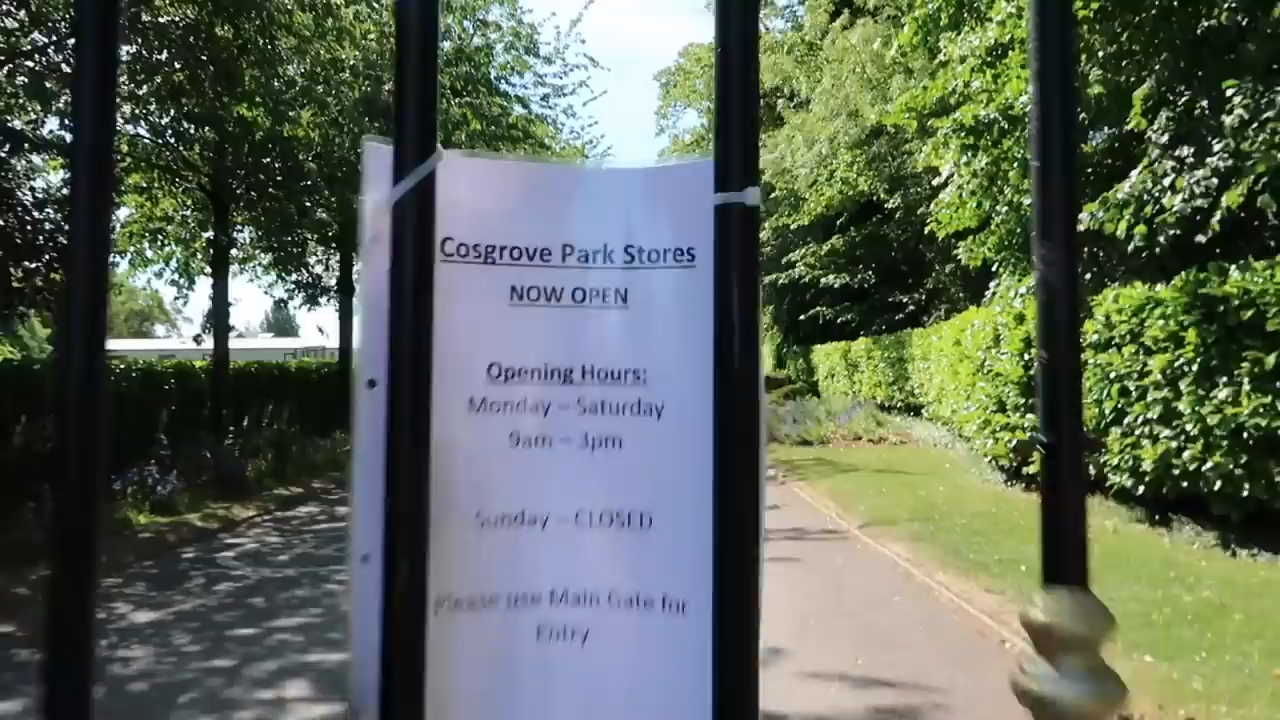 Cosgrove Park Stores
NOW OPEN
Opening Hours:
Monday – Saturday
9am – 3pm
Sunday – CLOSED
Please use Main Gate for
Entry